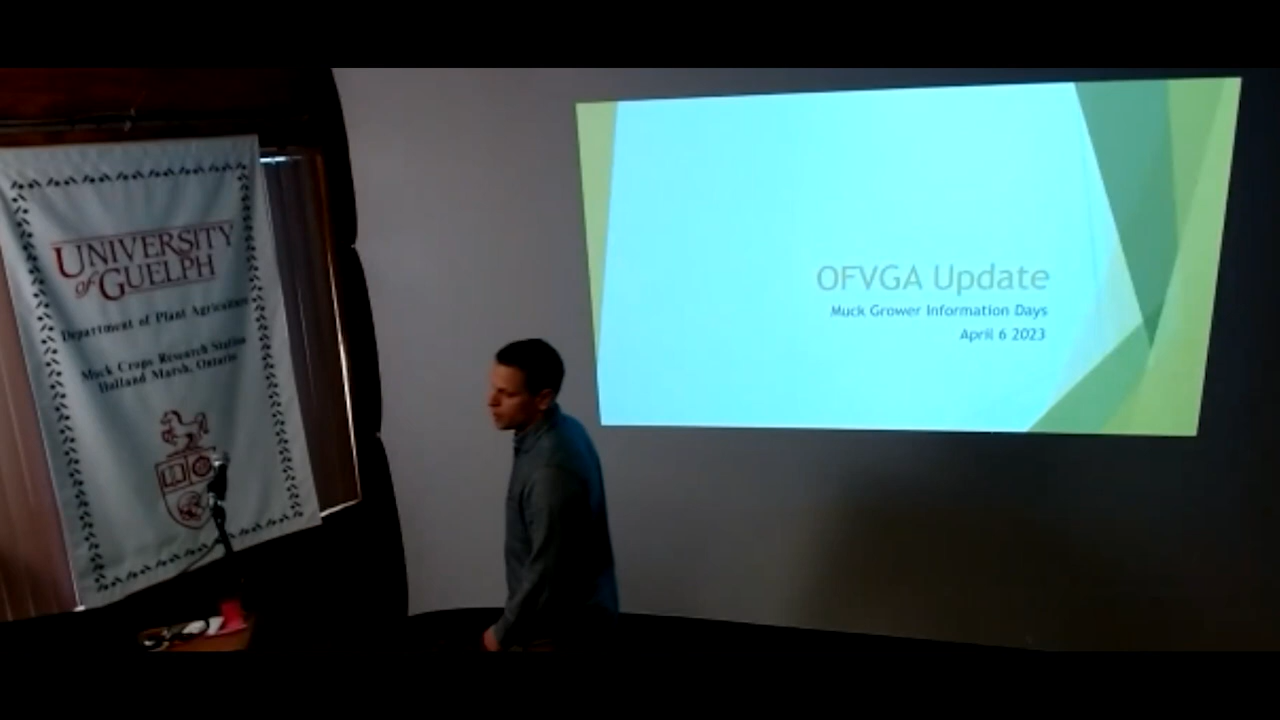 UNIVERSITY
of GUELPH
Department of Plant Agriculture
Muck Crops Research Station
Holland Marsh, Ontario
OFVGA Update
Muck Grower Information Days
April 6 2023